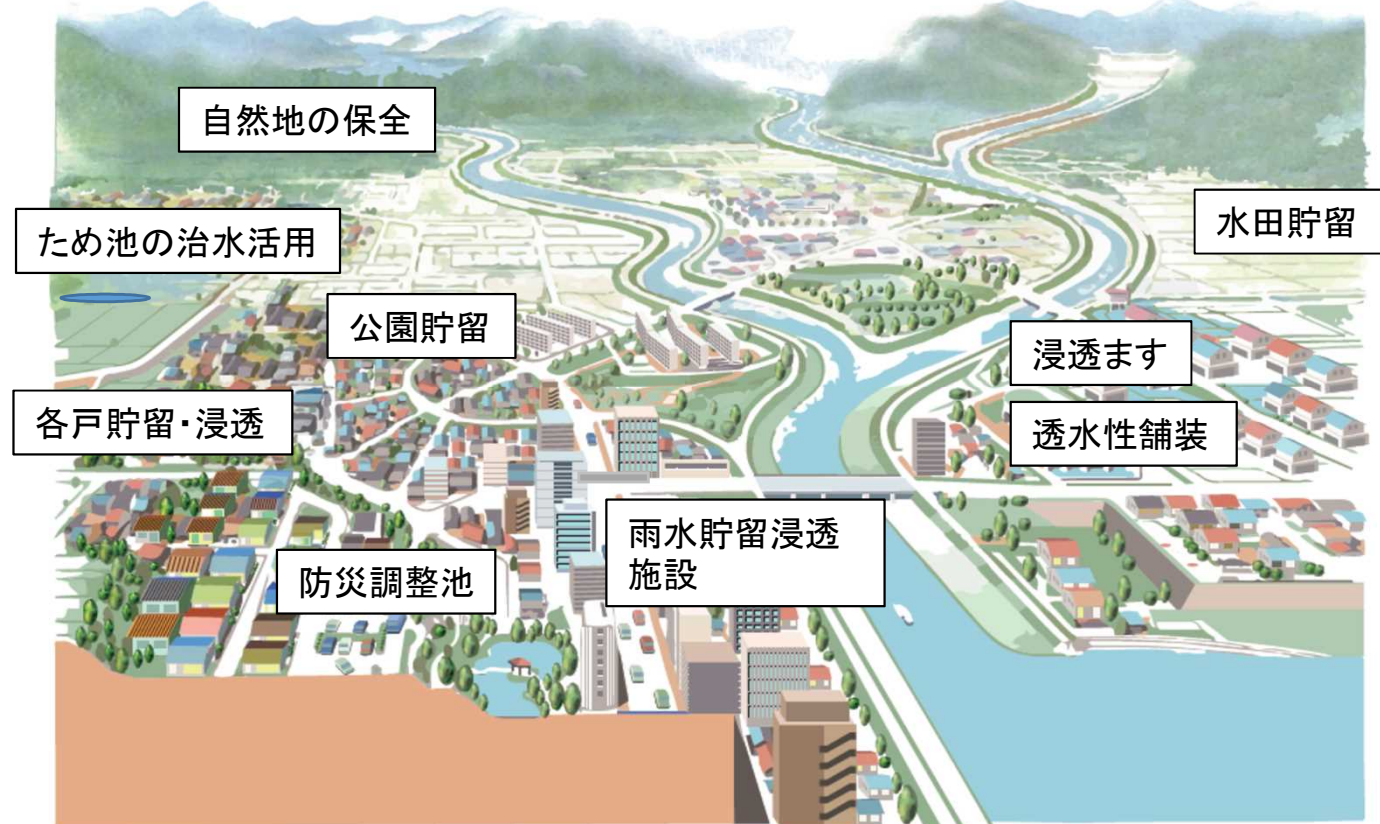 自然地の保全
ため池の治水活用
水田貯留
公園貯留
浸透ます
各戸貯留・浸透
透水性舗装
雨水貯留浸透
施設
防災調整池